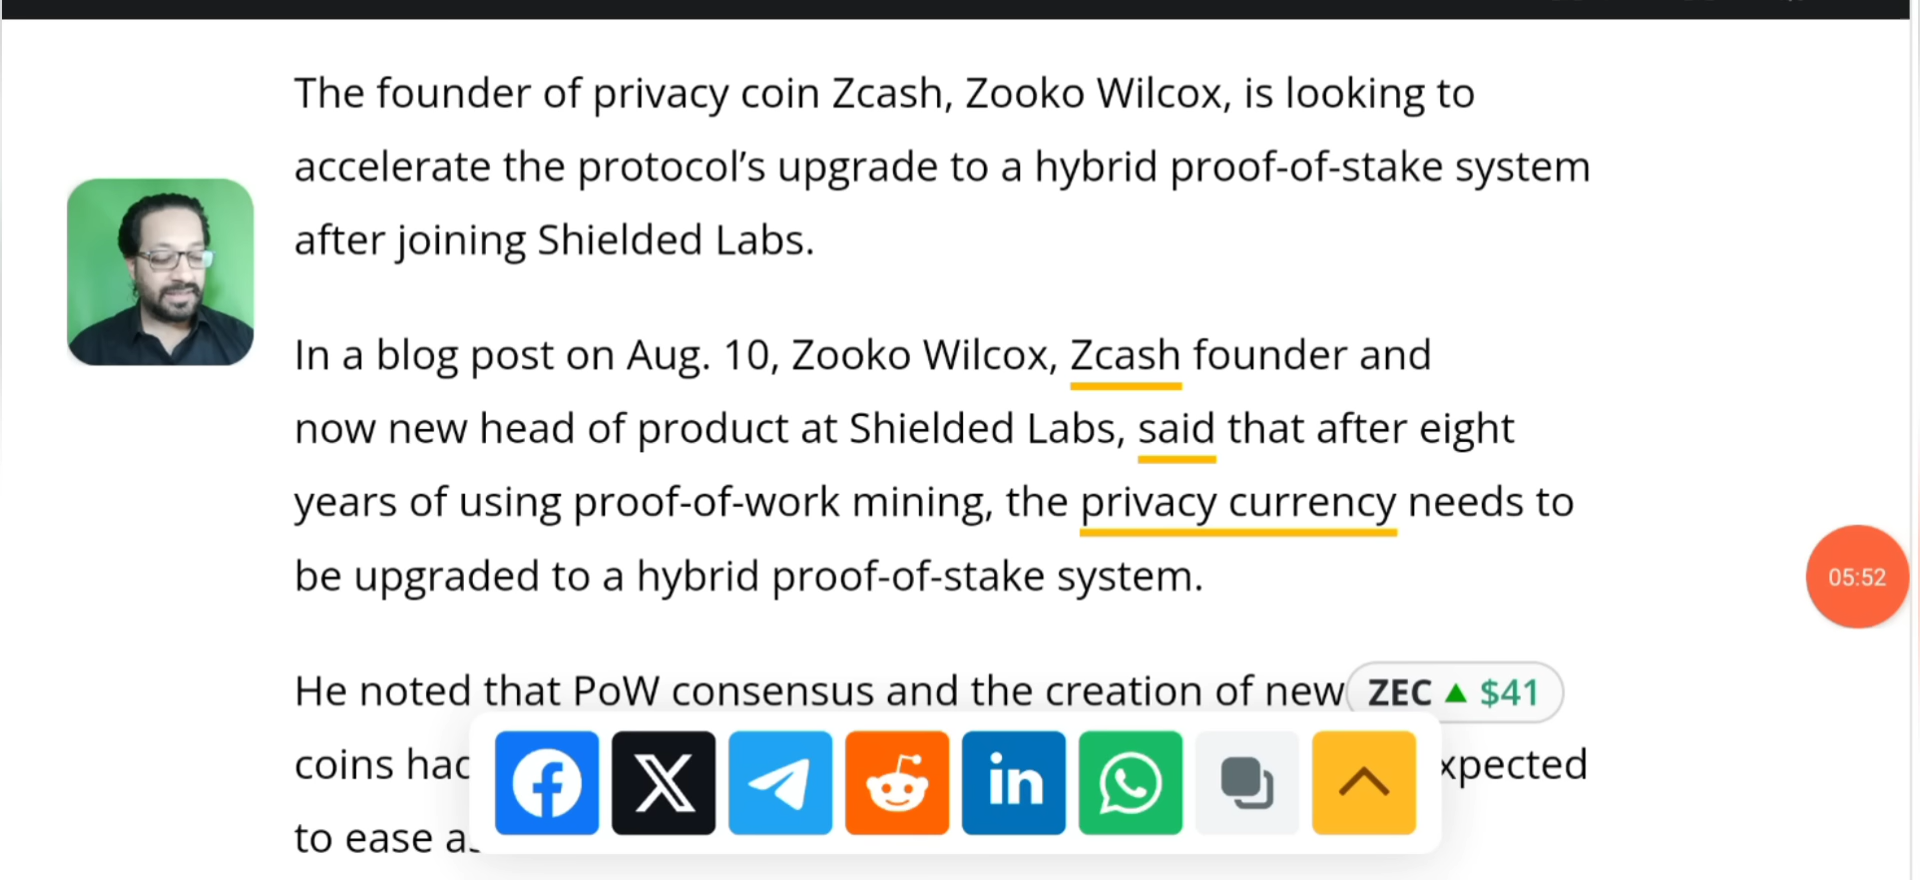 The founder of privacy coin Zcash, Zooko Wilcox, is looking to
accelerate the protocol’s upgrade to a hybrid proof-of-stake system
after joining Shielded Labs.
In a blog post on Aug. 10, Zooko Wilcox, Zcash founder and
now new head of product at Shielded Labs, said that after eight
years of using proof-of-work mining, the privacy currency needs to
be upgraded to a hybrid proof-of-stake system.
05:52
He noted that PoW consensus and the creation of new ZEC ▲ $41
coins
to ease